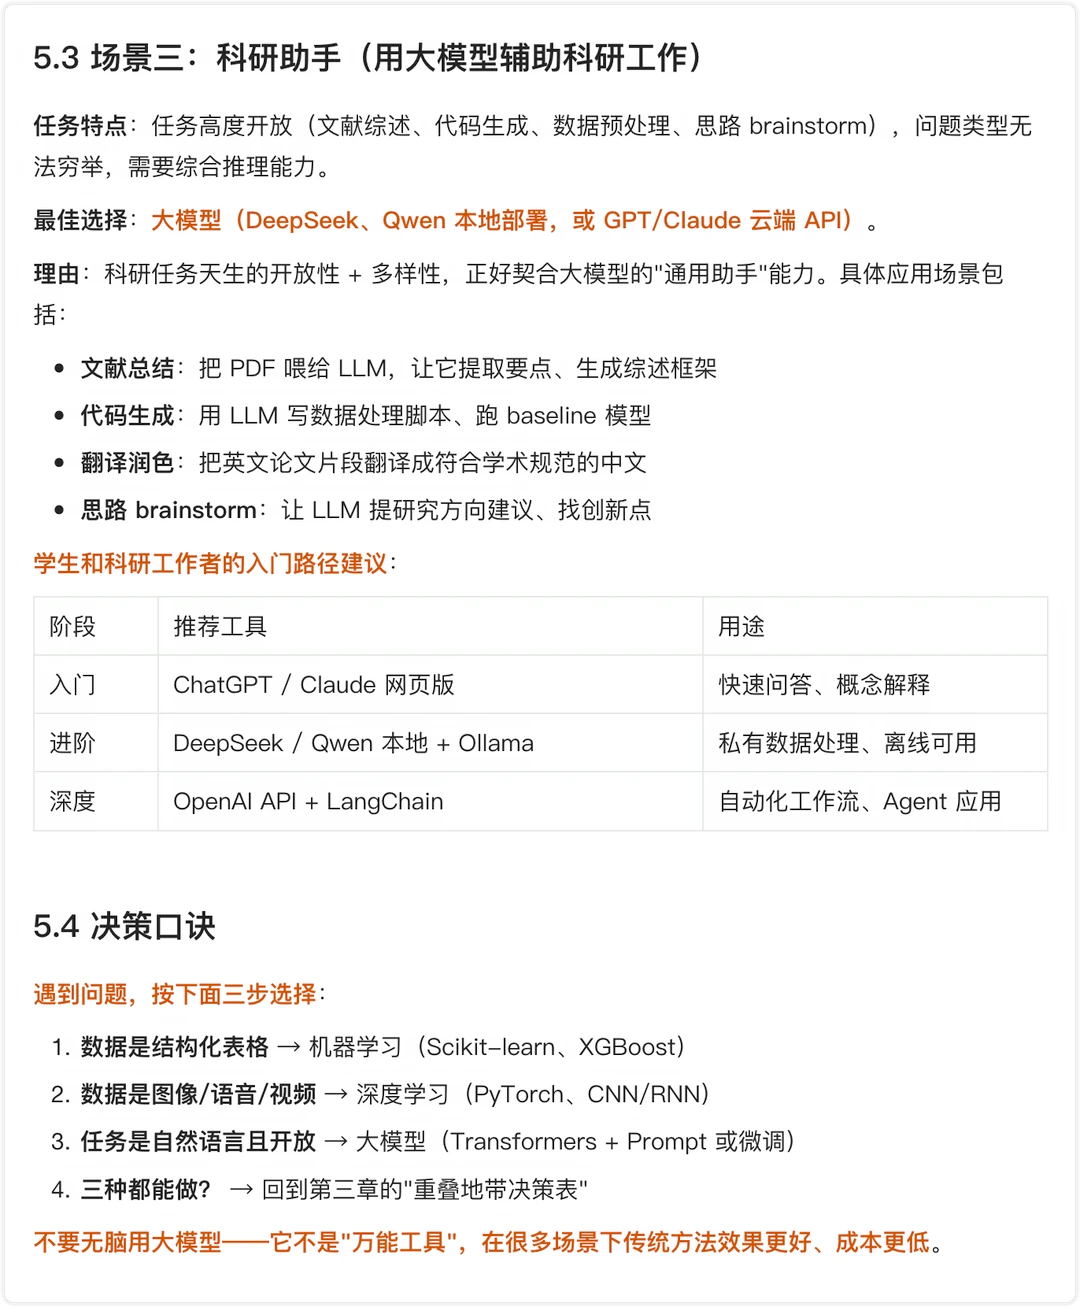 5.3 场景三：科研助手（用大模型辅助科研工作）
任务特点：任务高度开放（文献综述、代码生成、数据预处理、思路 brainstorm），问题类型无
法穷举，需要综合推理能力。
最佳选择：大模型（DeepSeek、Qwen 本地部署，或 GPT/Claude 云端 API）。
理由：科研任务天生的开放性 + 多样性，正好契合大模型的"通用助手"能力。具体应用场景包
括：
• 文献总结：把 PDF 喂给 LLM，让它提取要点、生成综述框架
• 代码生成：用 LLM 写数据处理脚本、跑 baseline 模型
• 翻译润色：把英文论文片段翻译成符合学术规范的中文
• 思路 brainstorm：让 LLM 提研究方向建议、找创新点
学生和科研工作者的入门路径建议：
阶段 推荐工具 用途
入门 ChatGPT / Claude 网页版 快速问答、概念解释
进阶 DeepSeek / Qwen 本地 + Ollama 私有数据处理、离线可用
深度 OpenAI API + LangChain 自动化工作流、Agent 应用
5.4 决策口诀
遇到问题，按下面三步选择：
1. 数据是结构化表格 → 机器学习（Scikit-learn、XGBoost）
2. 数据是图像/语音/视频 → 深度学习（PyTorch、CNN/RNN）
3. 任务是自然语言且开放 → 大模型（Transformers + Prompt 或微调）
4. 三种都能做？ → 回到第三章的"重叠地带决策表"
不要无脑用大模型——它不是"万能工具"，在很多场景下传统方法效果更好、成本更低。